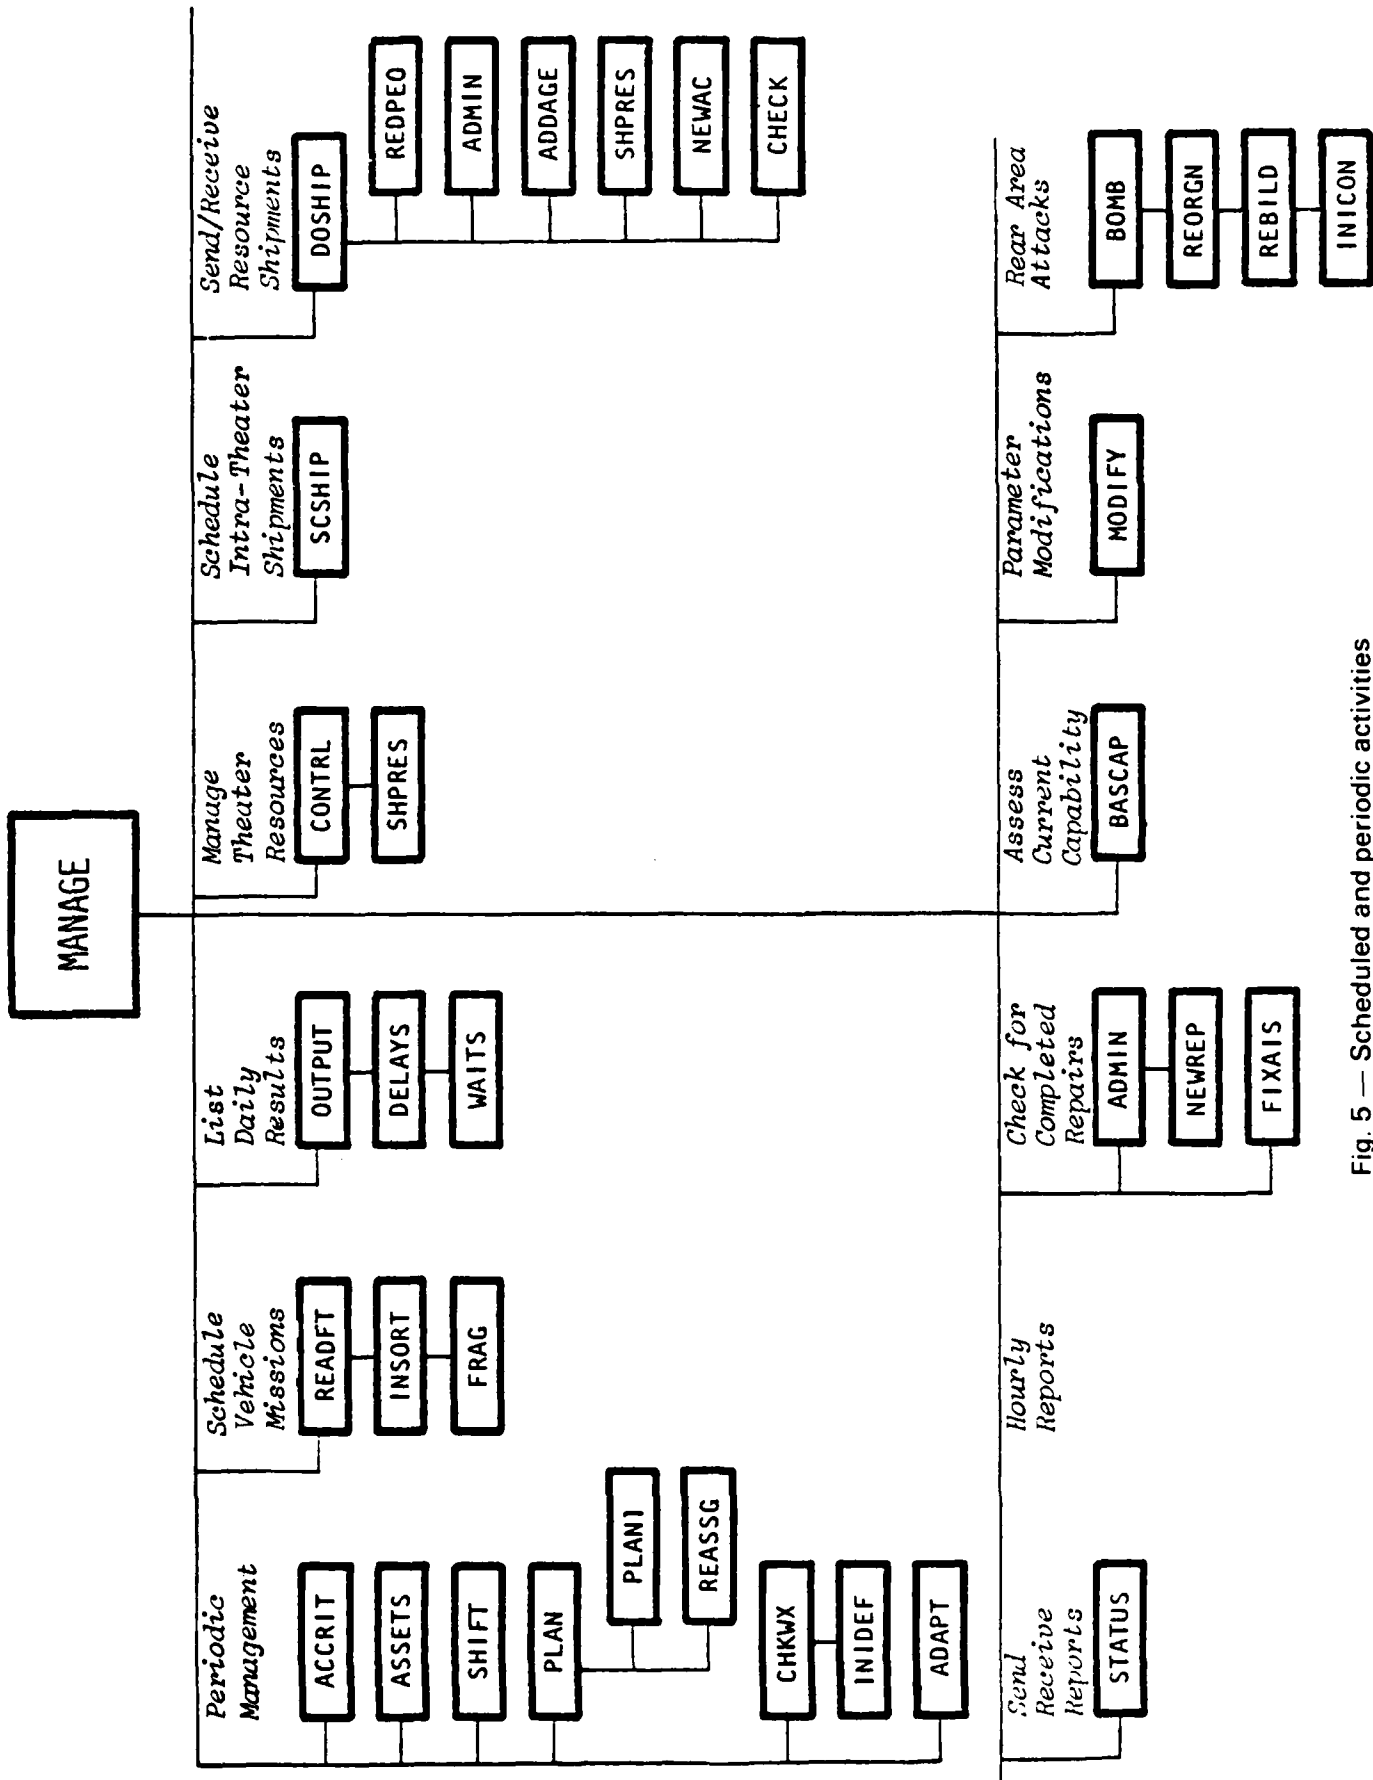 MANAGE
Periodic
Management
ACCRIT
ASSETS
SHIFT
PLAN
PLAN1
REASSG
CHKWX
INIDEF
ADAPT
Schedule
Vehicle
Missions
READFT
INSORT
FRAG
List
Daily
Results
OUTPUT
DELAYS
WAITS
Manage
Theater
Resources
CONTRL
SHPRES
Schedule
Intra-Theater
Shipments
SCSHIP
Send/Receive
Resource
Shipments
DOSHIP
REDPEO
ADMIN
ADDAGE
SHPRES
NEWAC
CHECK
Send
Receive
Reports
STATUS
Hourly
Reports
Check for
Completed
Repairs
ADMIN
NEWREP
FIXAIS
Assess
Current
Capability
BASCAP
Parameter
Modifications
MODIFY
Rear Area
Attacks
BOMB
REORGN
REBILD
INICON
Fig. 5 — Scheduled and periodic activities